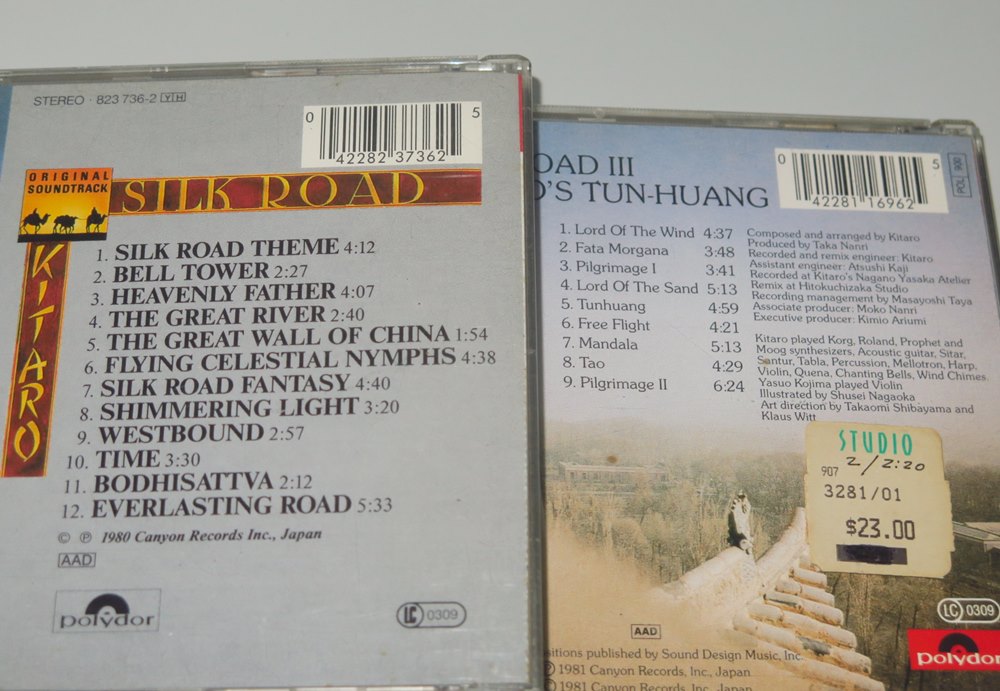 STEREO · 823 736-2 Y H
0 42282 37362 5
ORIGINAL
SOUNDTRACK
SILK ROAD
KITARO
1. SILK ROAD THEME 4:12
2. BELL TOWER 2:27
3. HEAVENLY FATHER 4:07
4. THE GREAT RIVER 2:40
5. THE GREAT WALL OF CHINA 1:54
6. FLYING CELESTIAL NYMPHS 4:38
7. SILK ROAD FANTASY 4:40
8. SHIMMERING LIGHT 3:20
9. WESTBOUND 2:57
10. TIME 3:30
11. BODHISATTVA 2:12
12. EVERLASTING ROAD 5:33
© ℗ 1980 Canyon Records Inc., Japan
AAD
polydor
LC 0309
OAD III
O'S TUN-HUANG
0 42281 16962 5
POL 900
1. Lord Of The Wind 4:37
2. Fata Morgana 3:48
3. Pilgrimage I 3:41
4. Lord Of The Sand 5:13
5. Tunhuang 4:59
6. Free Flight 4:21
7. Mandala 5:13
8. Tao 4:29
9. Pilgrimage II 6:24
Composed and arranged by Kitaro
Produced by Taka Nanri
Recorded and remix engineer: Kitaro
Assistant engineer: Atsushi Kaji
Recorded at Kitaro's Nagano Yasaka Atelier
Remix at Hitokuchizaka Studio
Recording management by Masayoshi Taya
Associate producer: Moko Nanri
Executive producer: Kimio Ariumi
Kitaro played Korg, Roland, Prophet and
Moog synthesizers, Acoustic guitar, Sitar,
Santur, Tabla, Percussion, Mellotron, Harp,
Violin, Quena, Chanting Bells, Wind Chimes.
Yasuo Kojima played Violin
Illustrated by Shusei Nagaoka
Art direction by Takaomi Shibayama and
Klaus Witt
STUDIO
2/2:20
907
3281/01
$23.00
AAD
LC 0309
polydor
sitions published by Sound Design Music, Inc.
℗ 1981 Canyon Records, Inc., Japan
© 1981 Canyon Records, Inc., Japan